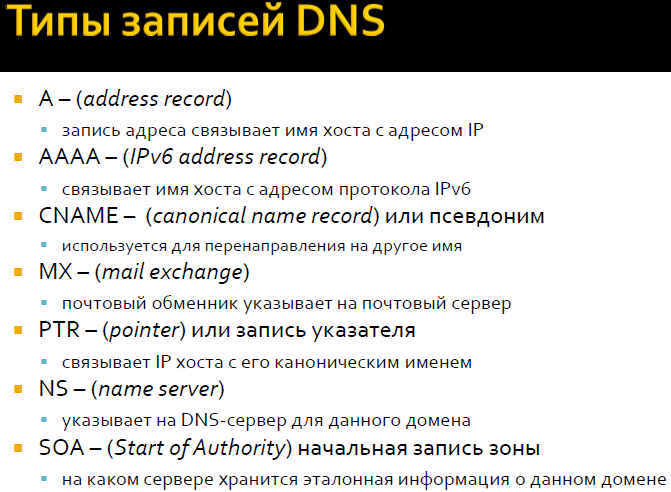 Типы записей DNS
A – (address record)
запись адреса связывает имя хоста с адресом IP
AAAA – (IPv6 address record)
связывает имя хоста с адресом протокола IPv6
CNAME – (canonical name record) или псевдоним
используется для перенаправления на другое имя
MX – (mail exchange)
почтовый обменник указывает на почтовый сервер
PTR – (pointer) или запись указателя
связывает IP хоста с его каноническим именем
NS – (name server)
указывает на DNS-сервер для данного домена
SOA – (Start of Authority) начальная запись зоны
на каком сервере хранится эталонная информация о данном домене